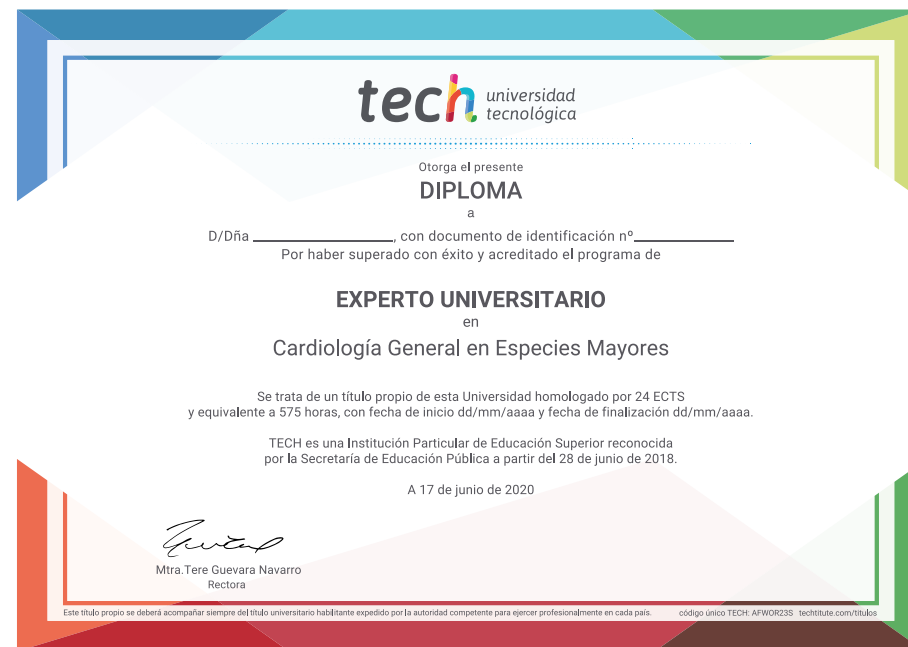 tech universidad
tecnológica
Otorga el presente
DIPLOMA
a
D/Dña ____________, con documento de identificación nº____________
Por haber superado con éxito y acreditado el programa de
EXPERTO UNIVERSITARIO
en
Cardiología General en Especies Mayores
Se trata de un título propio de esta Universidad homologado por 24 ECTS
y equivalente a 575 horas, con fecha de inicio dd/mm/aaaa y fecha de finalización dd/mm/aaaa.
TECH es una Institución Particular de Educación Superior reconocida
por la Secretaría de Educación Pública a partir del 28 de junio de 2018.
A 17 de junio de 2020
Mtra.Tere Guevara Navarro
Rectora
Este título propio se deberá acompañar siempre del título universitario habilitante expedido por la autoridad competente para ejercer profesionalmente en cada país. código único TECH: AFWOR23S techtitute.com/titulos